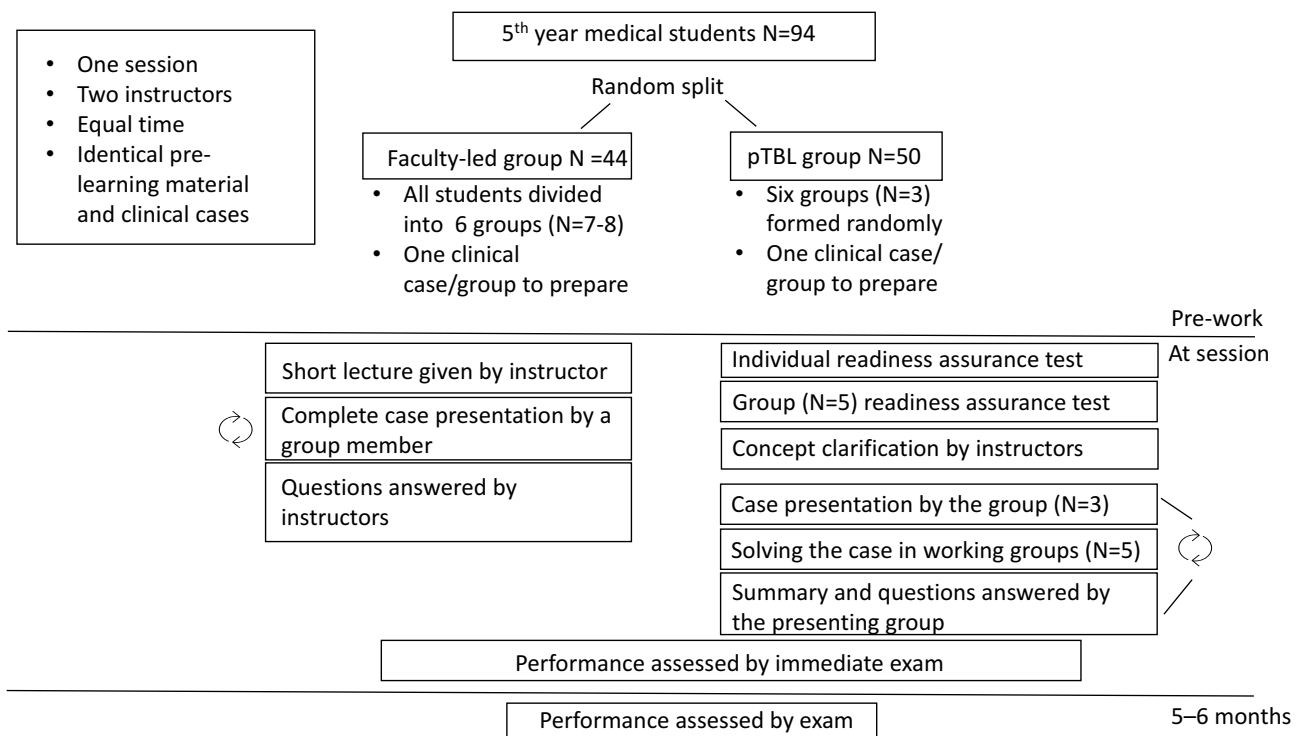 5th year medical students N=94
• One session
• Two instructors
• Equal time
• Identical pre-
learning material
and clinical cases
Random split
Faculty-led group N =44
• All students divided
into 6 groups (N=7-8)
• One clinical
case/group to prepare
pTBL group N=50
• Six groups (N=3)
formed randomly
• One clinical case/
group to prepare
Pre-work
At session
Short lecture given by instructor
Complete case presentation by a
group member
Questions answered by
instructors
Individual readiness assurance test
Group (N=5) readiness assurance test
Concept clarification by instructors
Case presentation by the group (N=3)
Solving the case in working groups (N=5)
Summary and questions answered by
the presenting group
Performance assessed by immediate exam
Performance assessed by exam
5–6 months